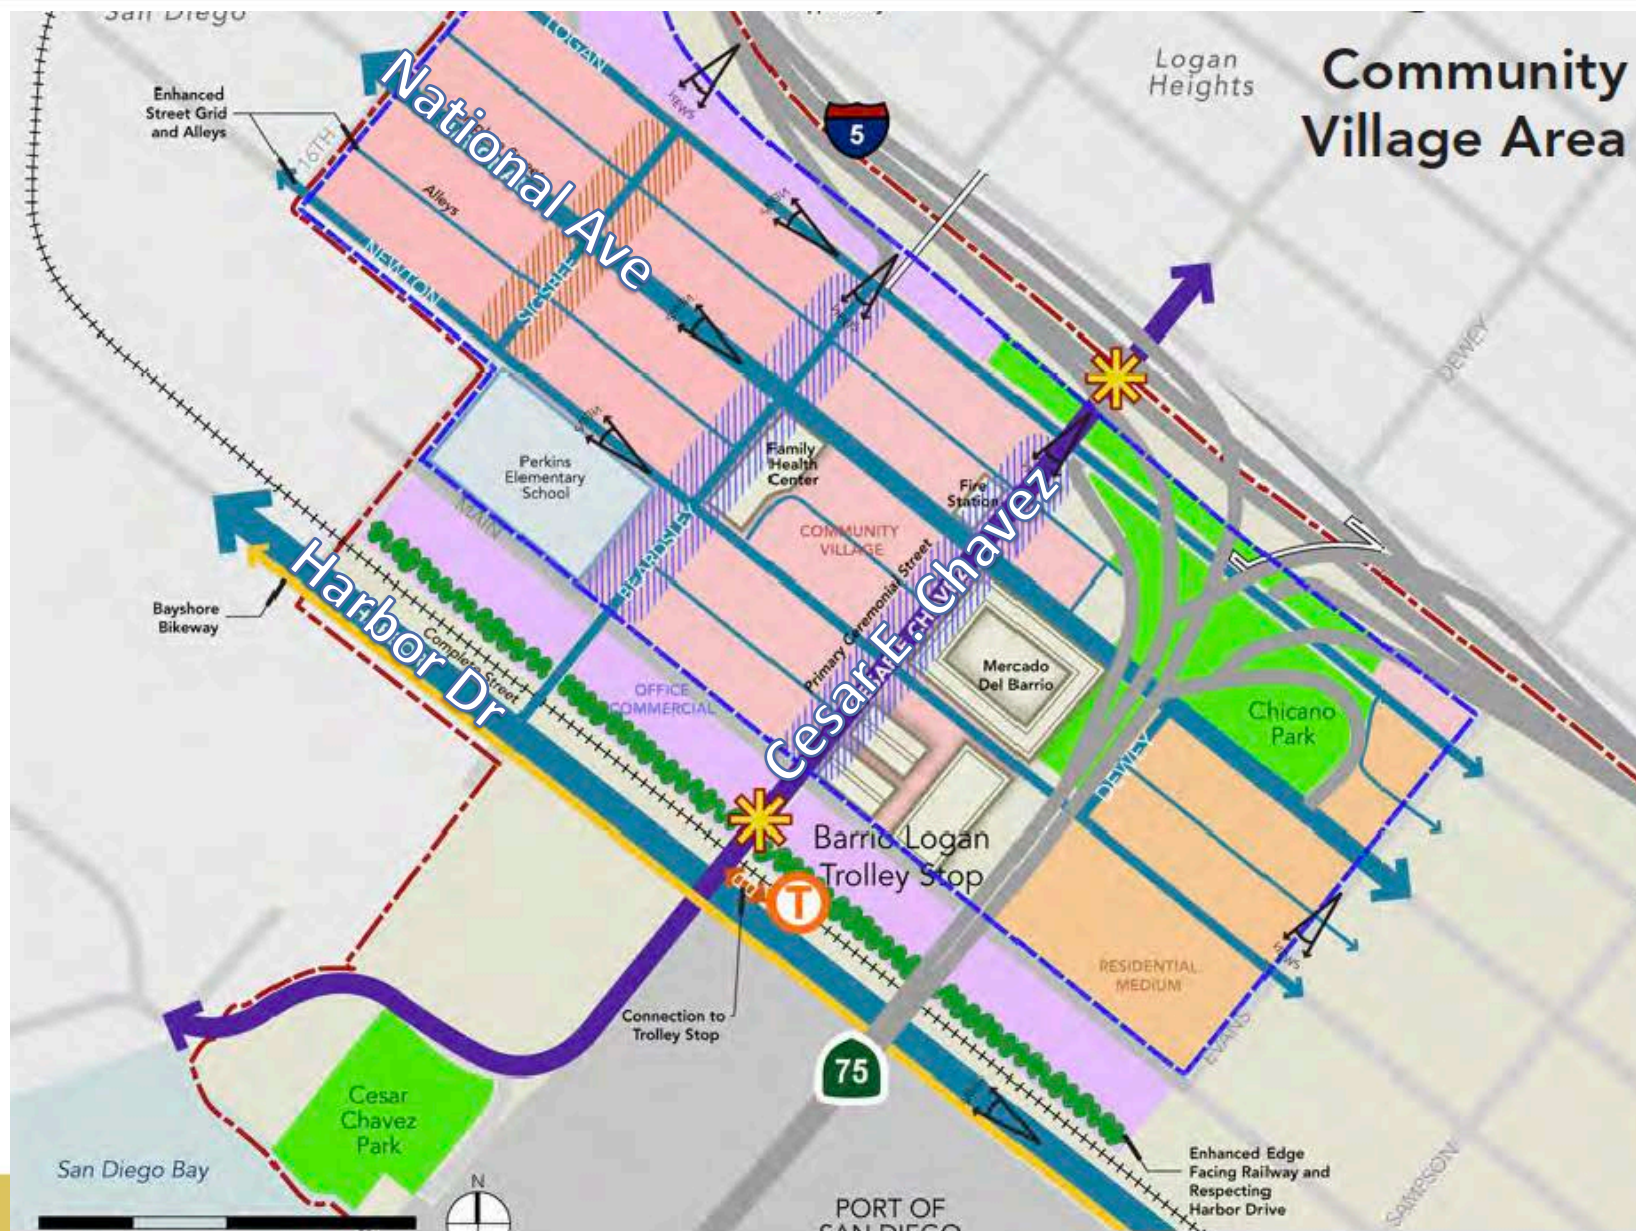 San Diego
Logan
Heights
Community
Village Area
5
LOGAN
VIEWS
Enhanced
Street Grid
and Alleys
16TH
National Ave
Alleys
NEWTON
SIGSBEE
DEWEY
Perkins
Elementary
School
Family
Health
Center
Fire
Station
COMMUNITY
VILLAGE
MAIN
BEARDSLEY
Primary Ceremonial Street
Cesar E. Chavez
Bayshore
Bikeway
Harbor Dr
Complete Street
OFFICE
COMMERCIAL
Mercado
Del Barrio
Chicano
Park
DEWEY
Barrio Logan
Trolley Stop
T
RESIDENTIAL
MEDIUM
VIEWS
EVANS
Connection to
Trolley Stop
75
Cesar
Chavez
Park
San Diego Bay
N
PORT OF
SAN DIEGO
Enhanced Edge
Facing Railway and
Respecting
Harbor Drive
SAMPSON